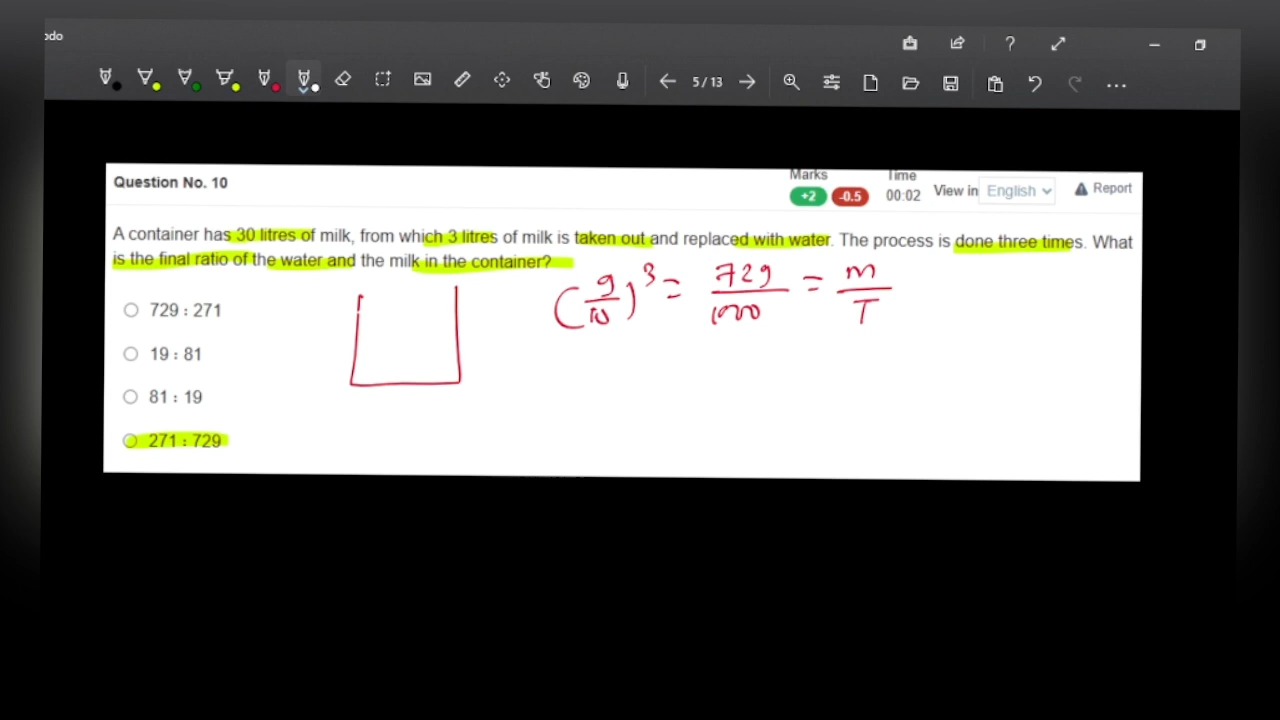 odo
5 / 13
Question No. 10
Marks
Time
+2 -0.5 00:02 View in English Report
A container has 30 litres of milk, from which 3 litres of milk is taken out and replaced with water. The process is done three times. What
is the final ratio of the water and the milk in the container?
729 : 271
19 : 81
81 : 19
271 : 729
(9/10)^3 = 729/1000 = m/T